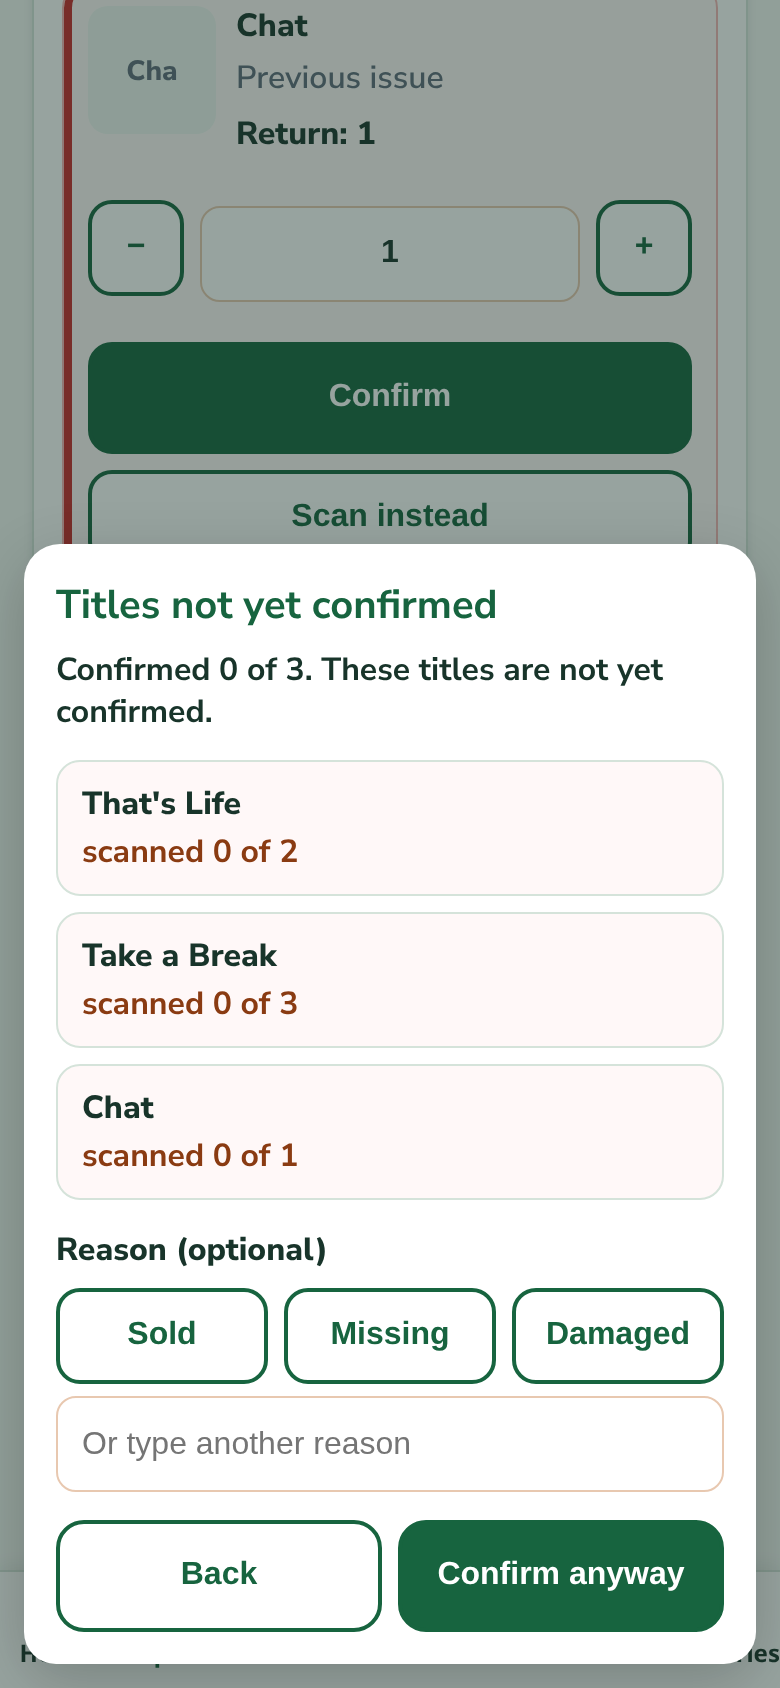 Cha
Chat
Previous issue
Return: 1
−
1
+
Confirm
Scan instead
Titles not yet confirmed
Confirmed 0 of 3. These titles are not yet
confirmed.
That's Life
scanned 0 of 2
Take a Break
scanned 0 of 3
Chat
scanned 0 of 1
Reason (optional)
Sold
Missing
Damaged
Or type another reason
Back
Confirm anyway